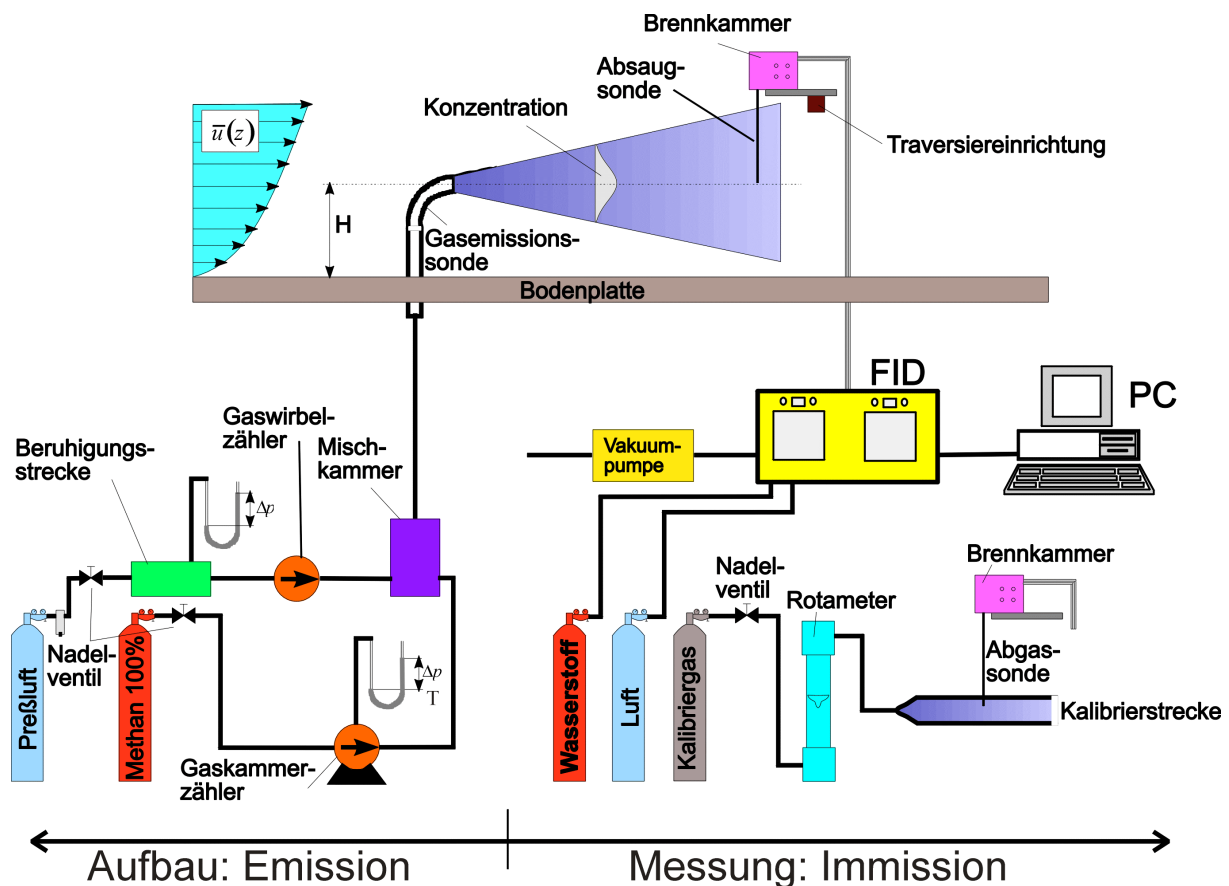 Brennkammer
Absaug-
sonde
Konzentration
u̅(z)
Traversiereinrichtung
H
Gasemissions-
sonde
Bodenplatte
FID
PC
Gaswirbel-
zähler
Misch-
kammer
Beruhigungs-
strecke
Vakuum-
pumpe
Δp
Nadel-
ventil
Brennkammer
Rotameter
Nadel-
ventil
Δp
T
Abgas-
sonde
Preßluft
Methan 100%
Wasserstoff
Luft
Kalibriergas
Kalibrierstrecke
Gaskammer-
zähler
Aufbau: Emission
Messung: Immission